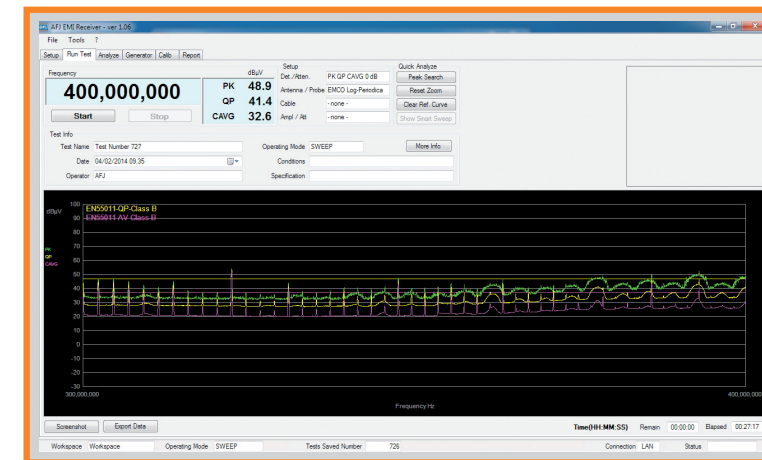 AFJ EMI Receiver - ver 1.06
File Tools ?
Setup Run Test Analyze Generator Calib Report
Frequency
400,000,000
Start Stop
dBµV
PK 48.9
QP 41.4
CAVG 32.6
Setup
Det./Atten. PK QP CAVG 0 dB
Antenna / Probe EMCO Log-Periodica
Cable - none -
Ampl / Att - none -
Quick Analyze
Peak Search
Reset Zoom
Clear Ref. Curve
Show Smart Sweep
Test Info
Test Name Test Number 727 Operating Mode SWEEP More Info
Date 04/02/2014 09.35 Conditions
Operator AFJ Specification
dBµV
EN55011-QP-Class B
EN55011-AV-Class B
PK
QP
CAVG
100
90
80
70
60
50
40
30
20
10
0
-10
-20
-30
300,000,000 400,000,000
Frequency Hz
Screenshot Export Data Time(HH:MM:SS) Remain 00:00:00 Elapsed 00:27:17
Workspace Workspace Operating Mode SWEEP Tests Saved Number 726 Connection LAN Status